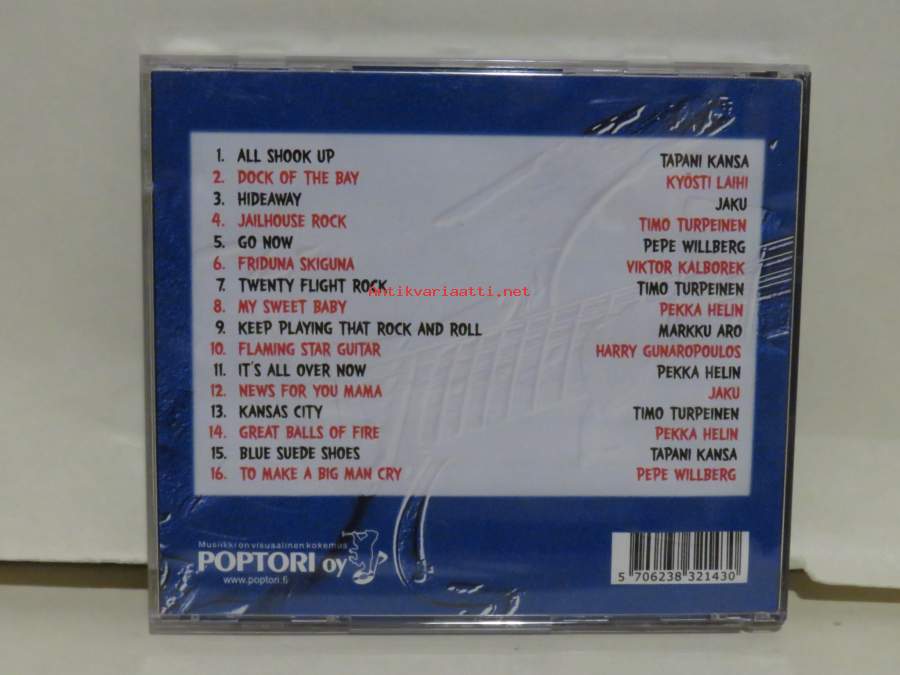 1. ALL SHOOK UP TAPANI KANSA
2. DOCK OF THE BAY KYÖSTI LAIHI
3. HIDEAWAY JAKU
4. JAILHOUSE ROCK TIMO TURPEINEN
5. GO NOW PEPE WILLBERG
6. FRIDUNA SKIGUNA VIKTOR KALBOREK
7. TWENTY FLIGHT ROCK TIMO TURPEINEN
antikvariaatti.net
8. MY SWEET BABY PEKKA HELIN
9. KEEP PLAYING THAT ROCK AND ROLL MARKKU ARO
10. FLAMING STAR GUITAR HARRY GUNAROPOULOS
11. IT'S ALL OVER NOW PEKKA HELIN
12. NEWS FOR YOU MAMA JAKU
13. KANSAS CITY TIMO TURPEINEN
14. GREAT BALLS OF FIRE PEKKA HELIN
15. BLUE SUEDE SHOES TAPANI KANSA
16. TO MAKE A BIG MAN CRY PEPE WILLBERG
Musiikki on visuaalinen kokemus
POPTORI oy
www.poptori.fi
5 706238 321430